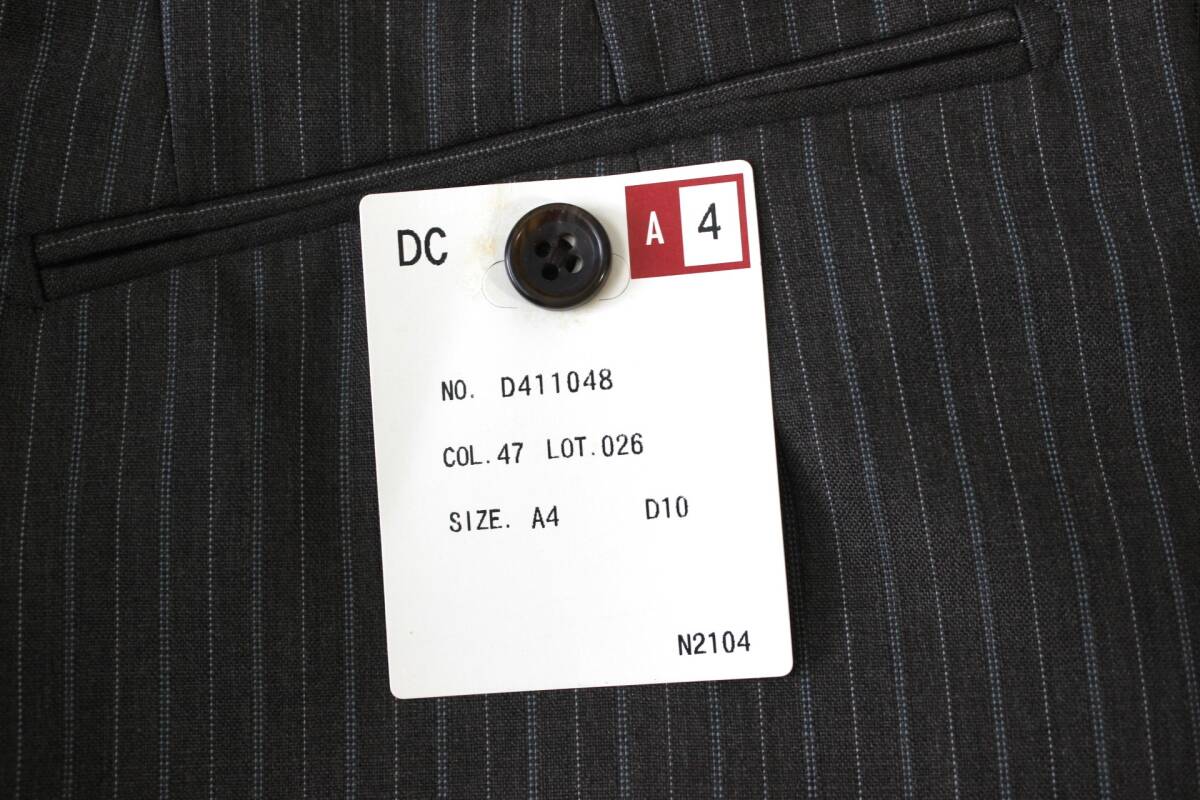 DC A 4
NO. D411048
COL.47 LOT.026
SIZE. A4 D10
N2104